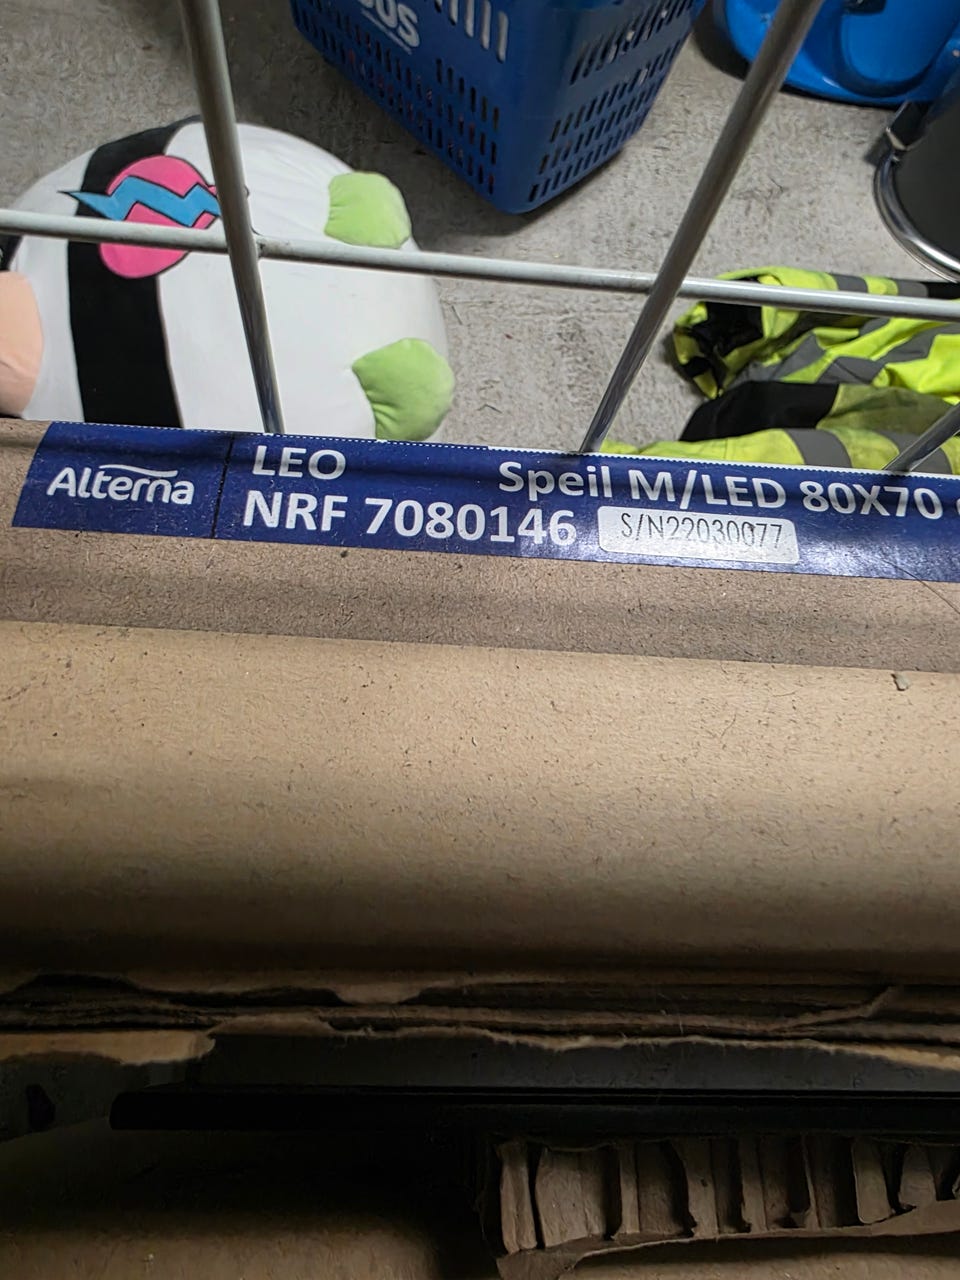 Alterna
LEO Speil M/LED 80X70
NRF 7080146 S/N22030077